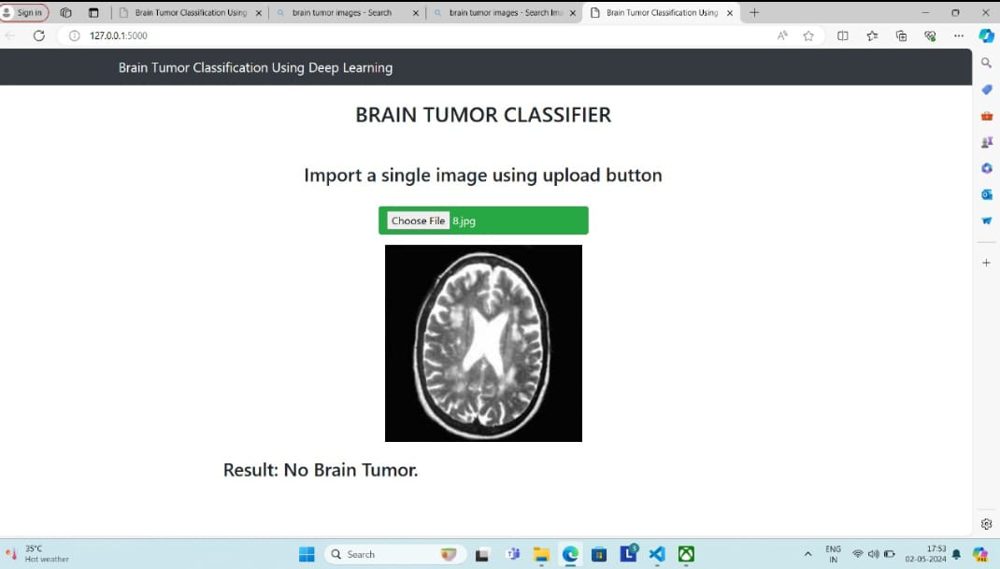 Sign in
Brain Tumor Classification Using
brain tumor images - Search
brain tumor images - Search Ima
Brain Tumor Classification Using
127.0.0.1:5000
Brain Tumor Classification Using Deep Learning
BRAIN TUMOR CLASSIFIER
Import a single image using upload button
Choose File 8.jpg
Result: No Brain Tumor.
35°C
Hot weather
Search
ENG
IN
17:53
02-05-2024